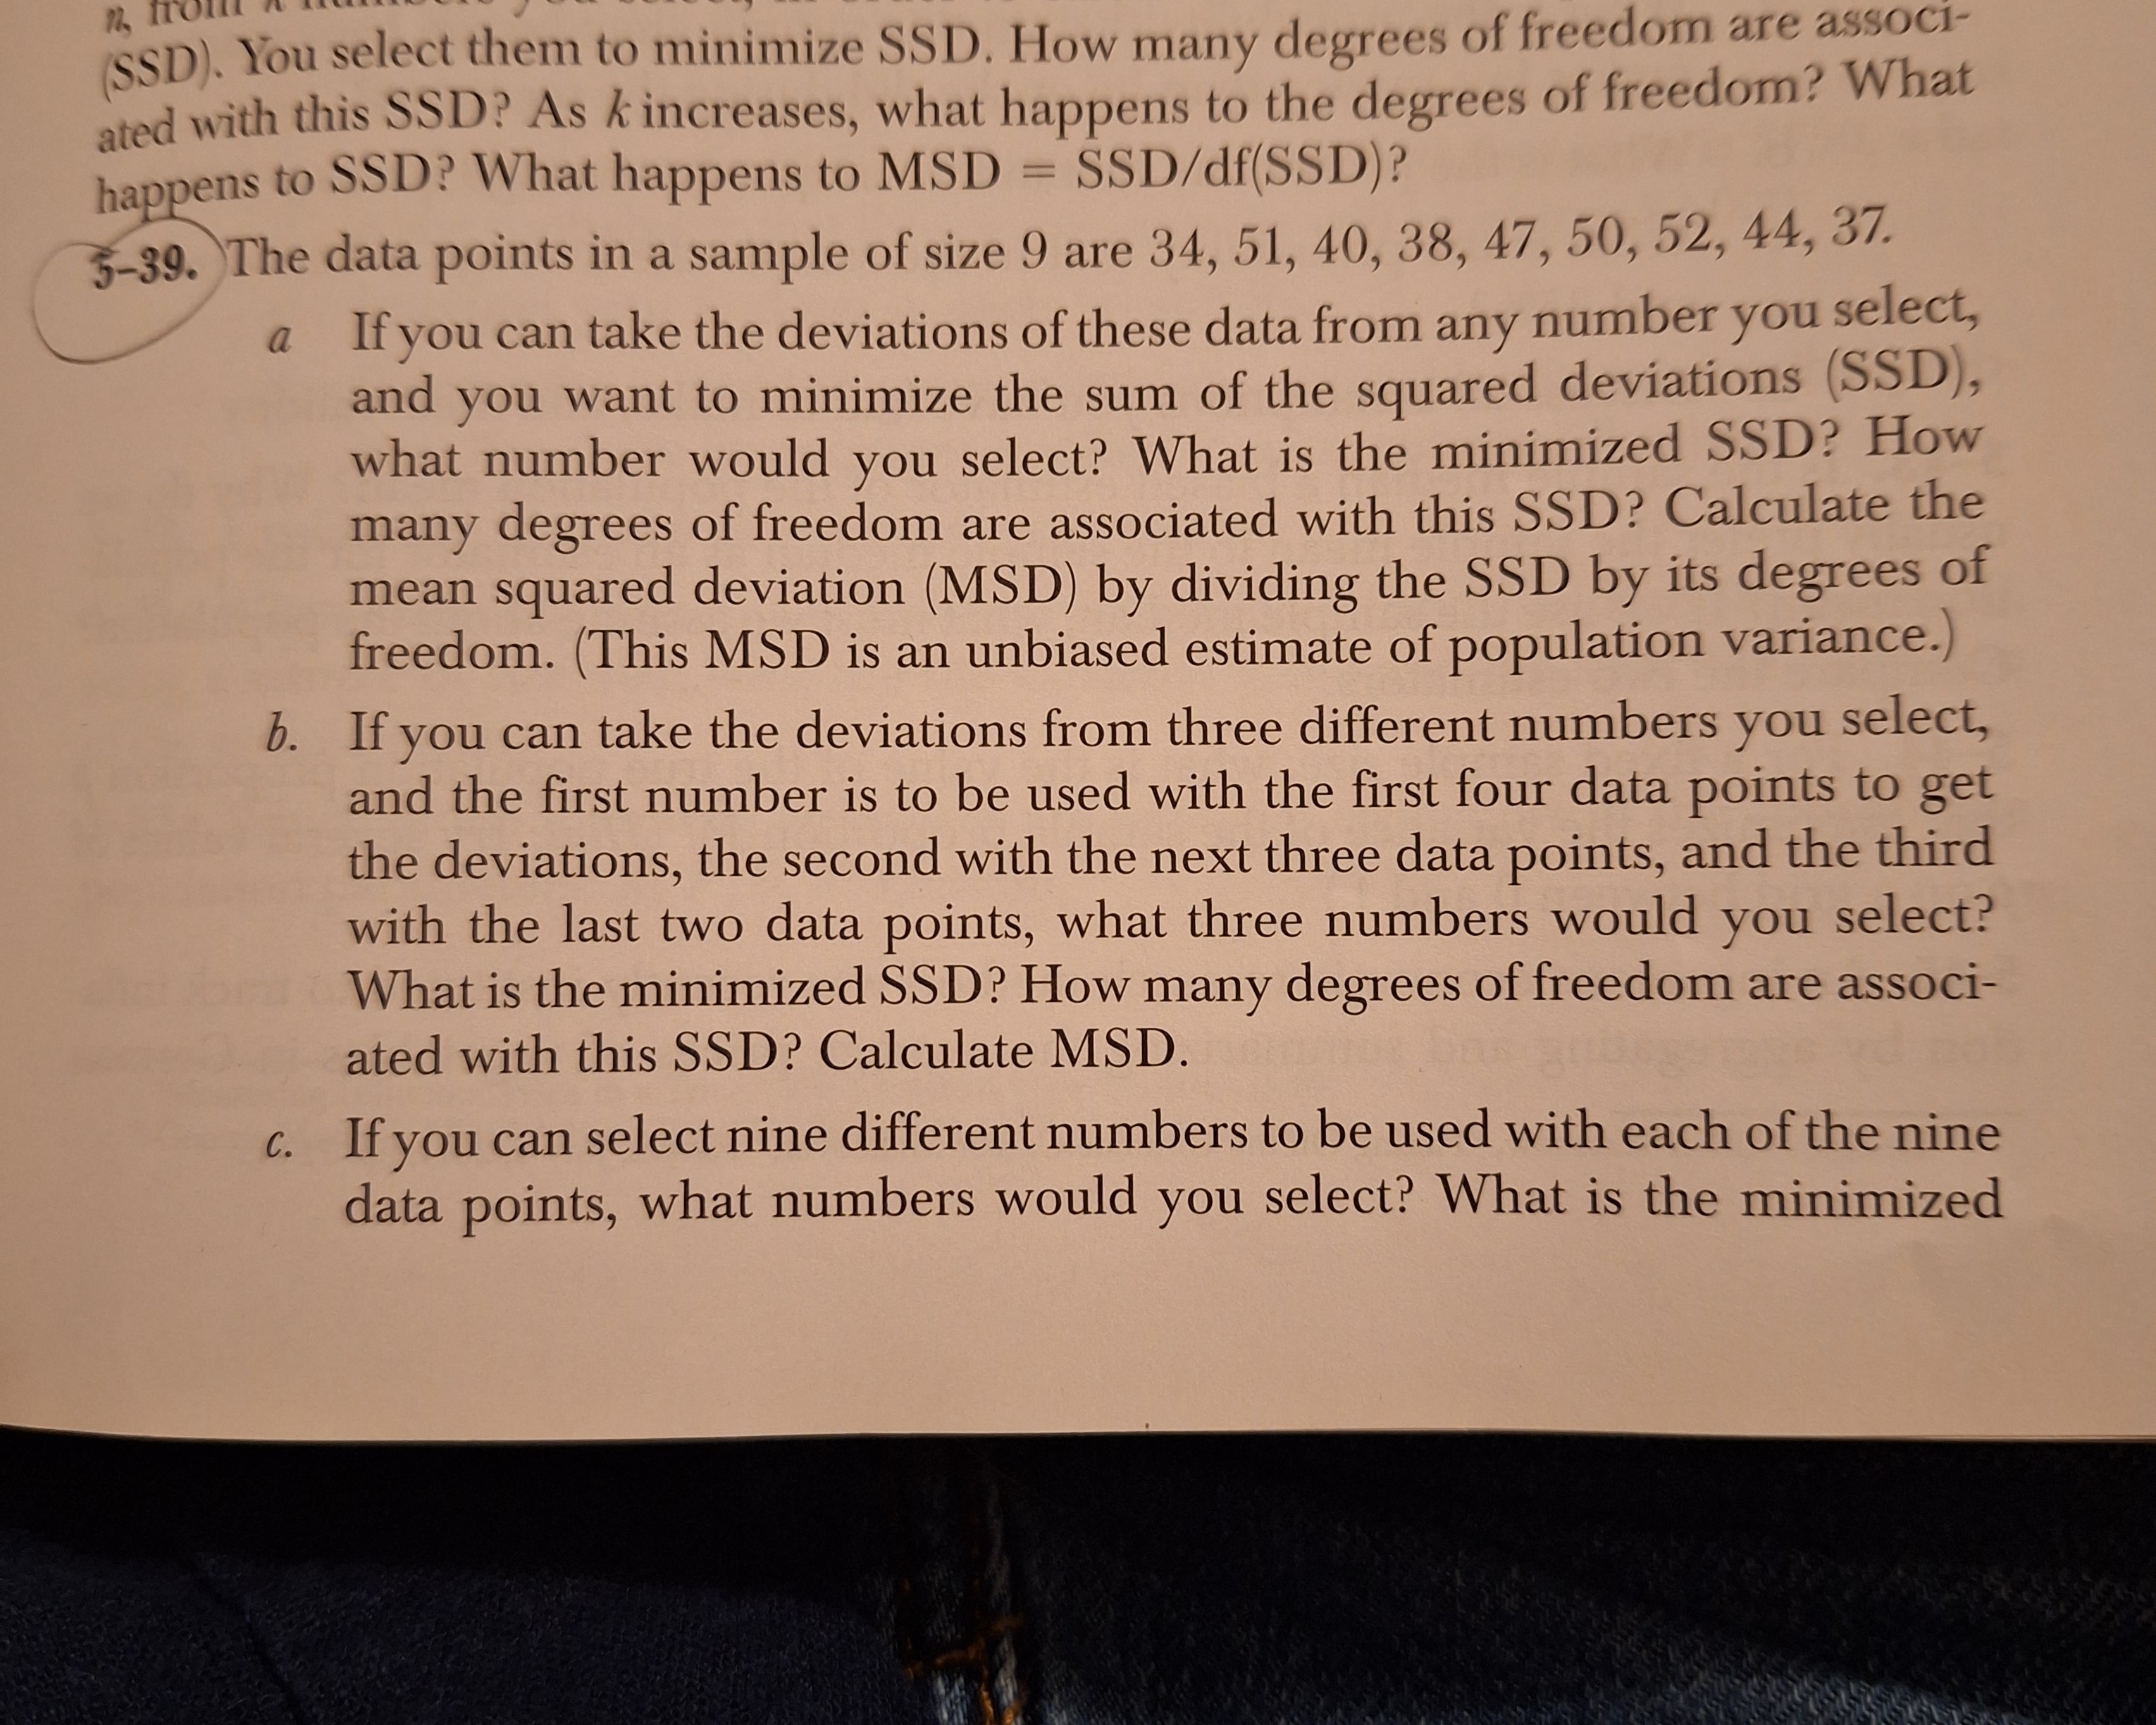 n, from k
(SSD). You select them to minimize SSD. How many degrees of freedom are associ-
ated with this SSD? As k increases, what happens to the degrees of freedom? What
happens to SSD? What happens to MSD = SSD/df(SSD)?
5–39. The data points in a sample of size 9 are 34, 51, 40, 38, 47, 50, 52, 44, 37.
a If you can take the deviations of these data from any number you select,
and you want to minimize the sum of the squared deviations (SSD),
what number would you select? What is the minimized SSD? How
many degrees of freedom are associated with this SSD? Calculate the
mean squared deviation (MSD) by dividing the SSD by its degrees of
freedom. (This MSD is an unbiased estimate of population variance.)
b. If you can take the deviations from three different numbers you select,
and the first number is to be used with the first four data points to get
the deviations, the second with the next three data points, and the third
with the last two data points, what three numbers would you select?
What is the minimized SSD? How many degrees of freedom are associ-
ated with this SSD? Calculate MSD.
c. If you can select nine different numbers to be used with each of the nine
data points, what numbers would you select? What is the minimized